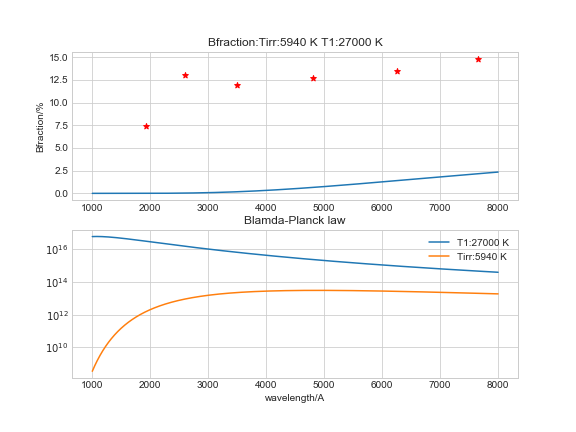 Bfraction:Tirr:5940 K T1:27000 K
15.0
12.5
10.0
7.5
5.0
2.5
0.0
Bfraction/%
1000 2000 3000 4000 5000 6000 7000 8000
Blamda-Planck law
T1:27000 K
Tirr:5940 K
10^16
10^14
10^12
10^10
1000 2000 3000 4000 5000 6000 7000 8000
wavelength/A